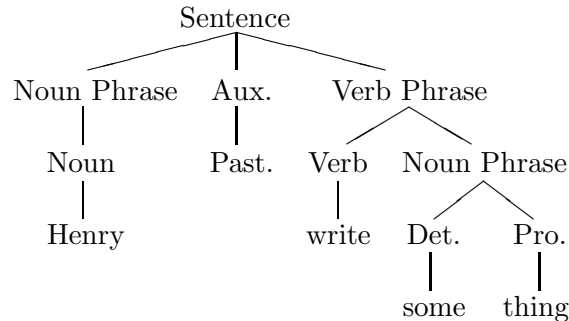 Sentence
Noun Phrase Aux. Verb Phrase
Noun Past. Verb Noun Phrase
Henry write Det. Pro.
some thing